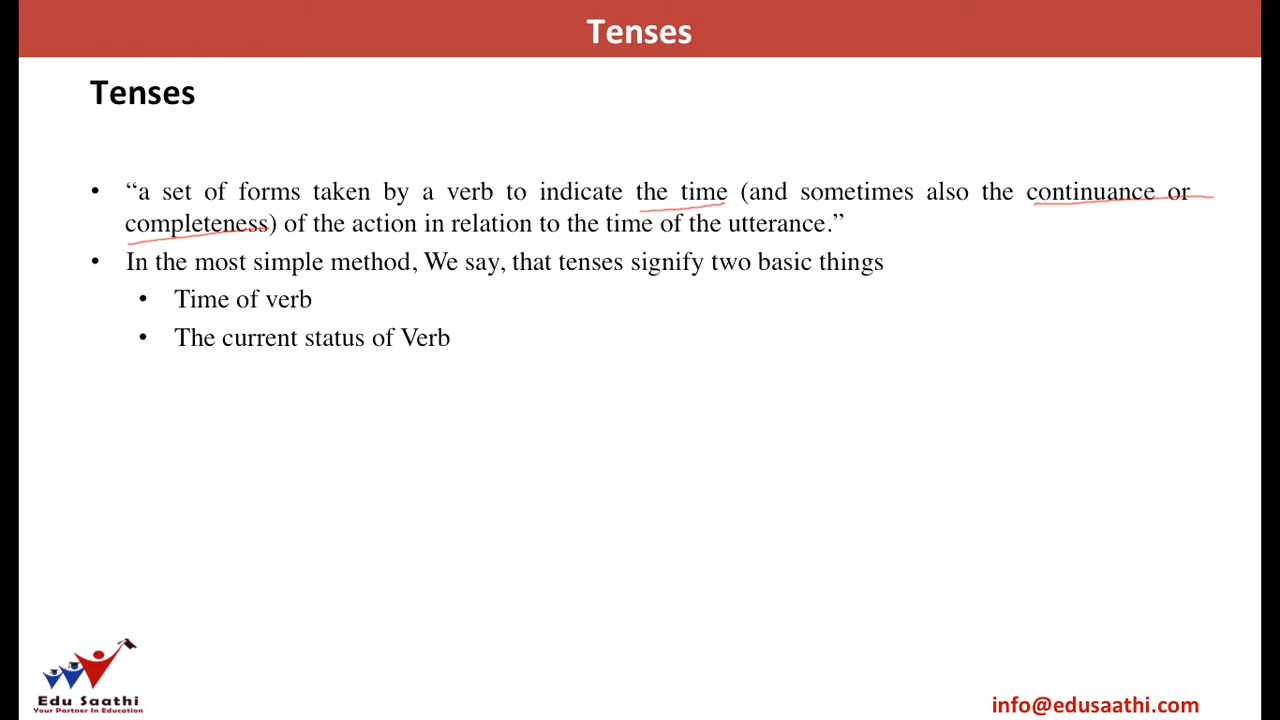 Tenses
Tenses
• “a set of forms taken by a verb to indicate the time (and sometimes also the continuance or
completeness) of the action in relation to the time of the utterance.”
• In the most simple method, We say, that tenses signify two basic things
• Time of verb
• The current status of Verb
Edu Saathi
Your Partner In Education
info@edusaathi.com